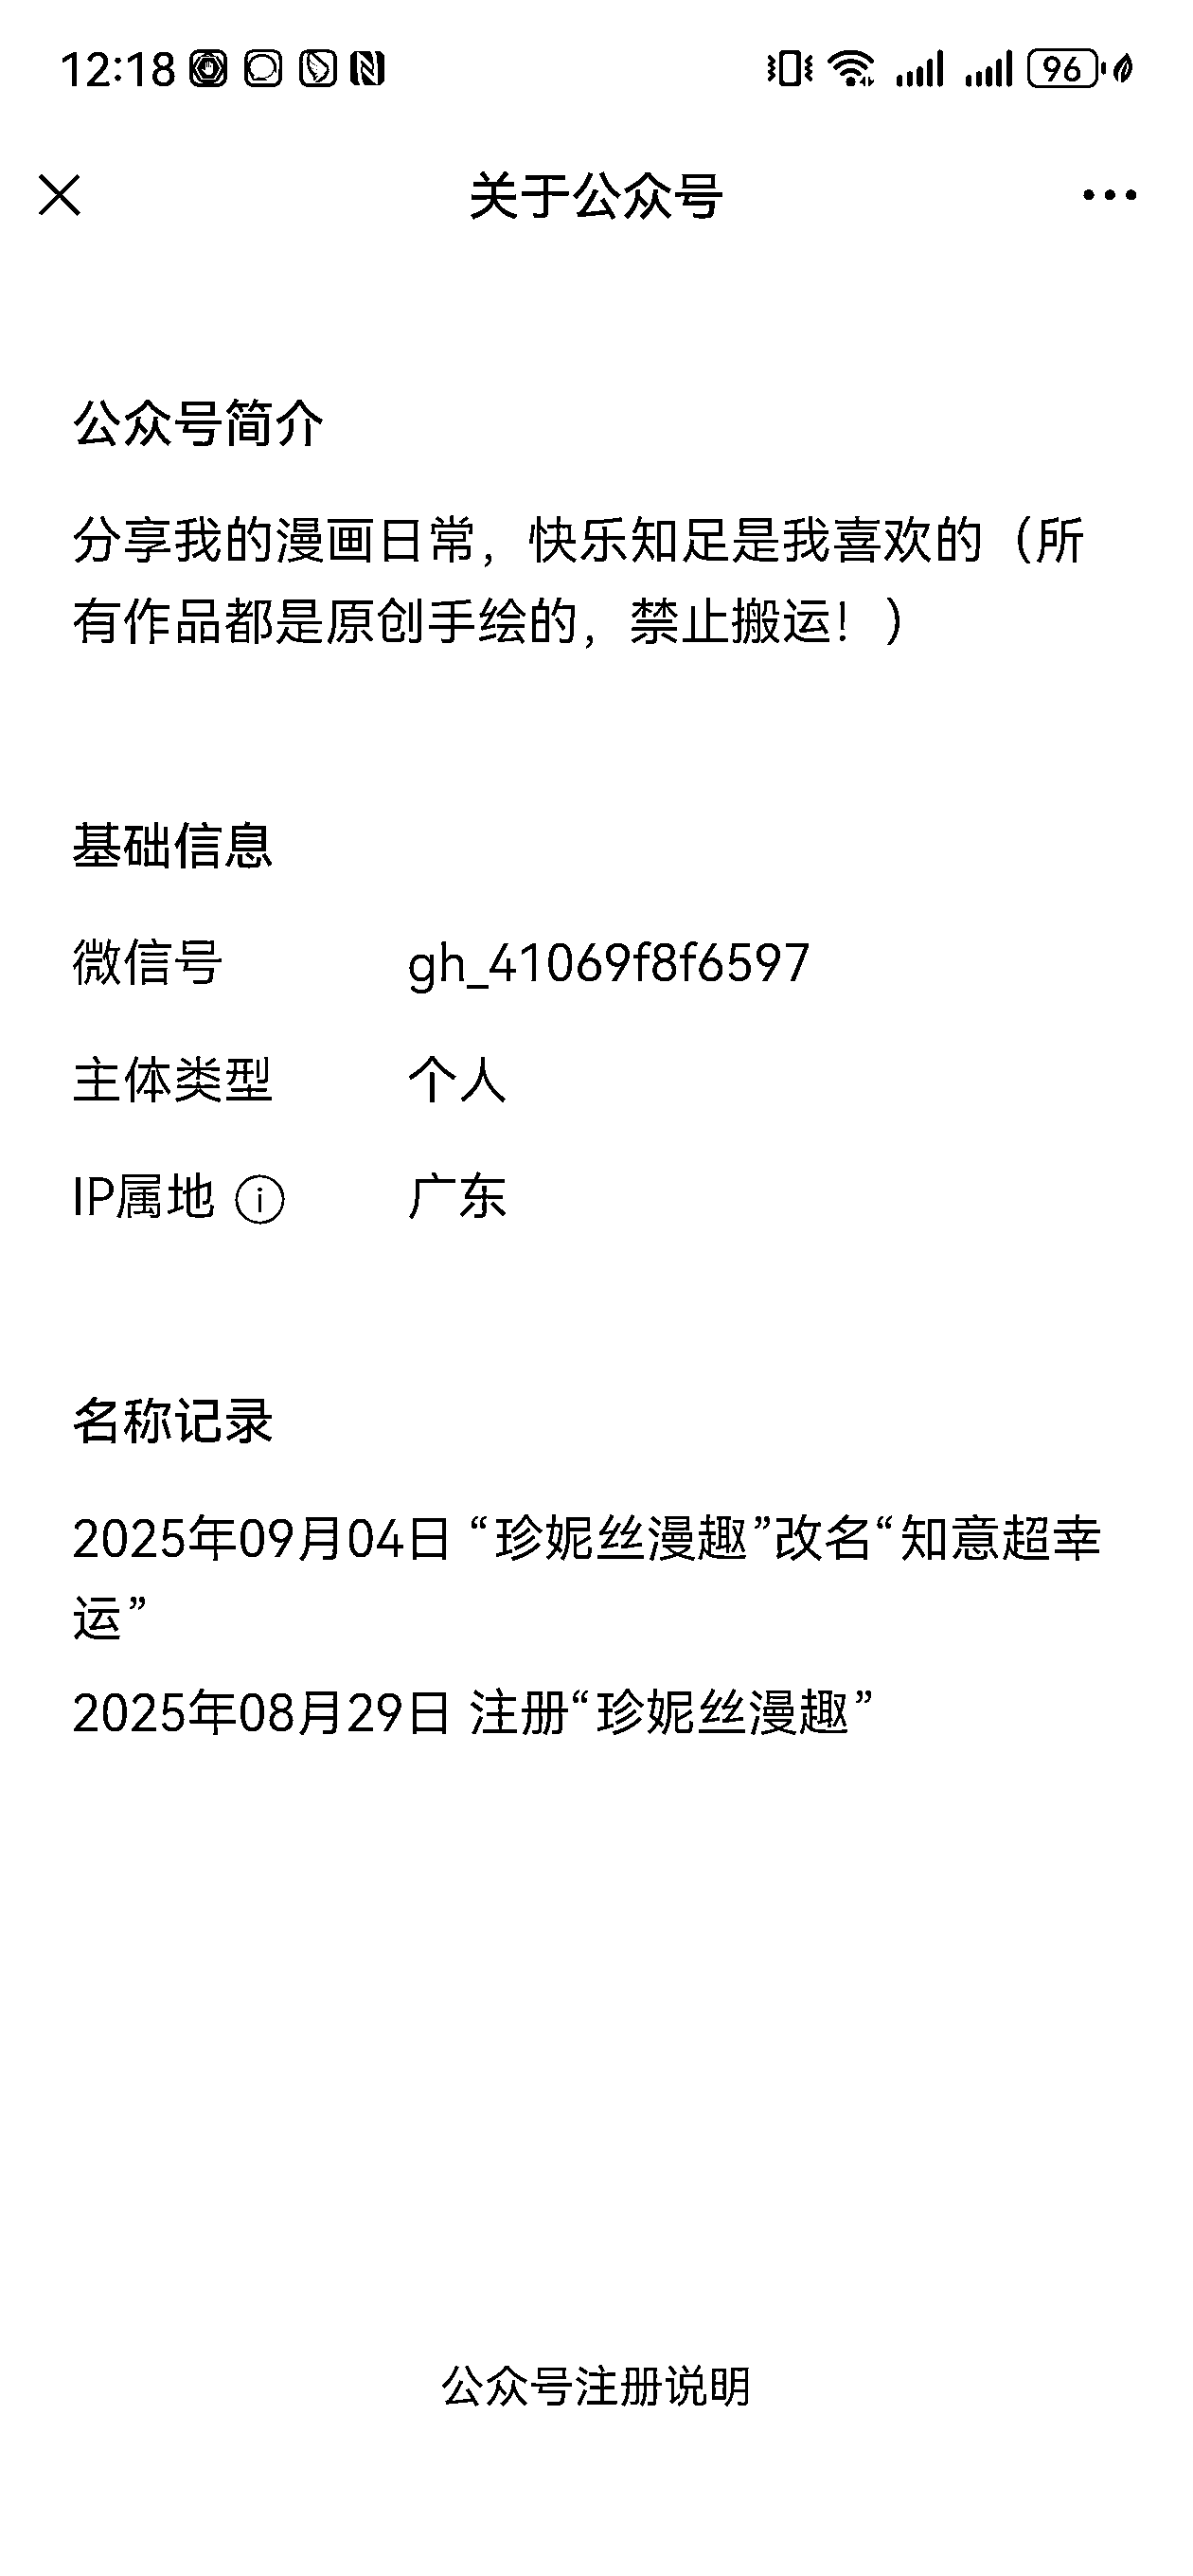 12:18 96
关于公众号
公众号简介
分享我的漫画日常，快乐知足是我喜欢的（所
有作品都是原创手绘的，禁止搬运！）
基础信息
微信号 gh_41069f8f6597
主体类型 个人
IP属地 广东
名称记录
2025年09月04日 “珍妮丝漫趣”改名“知意超幸
运”
2025年08月29日 注册“珍妮丝漫趣”
公众号注册说明